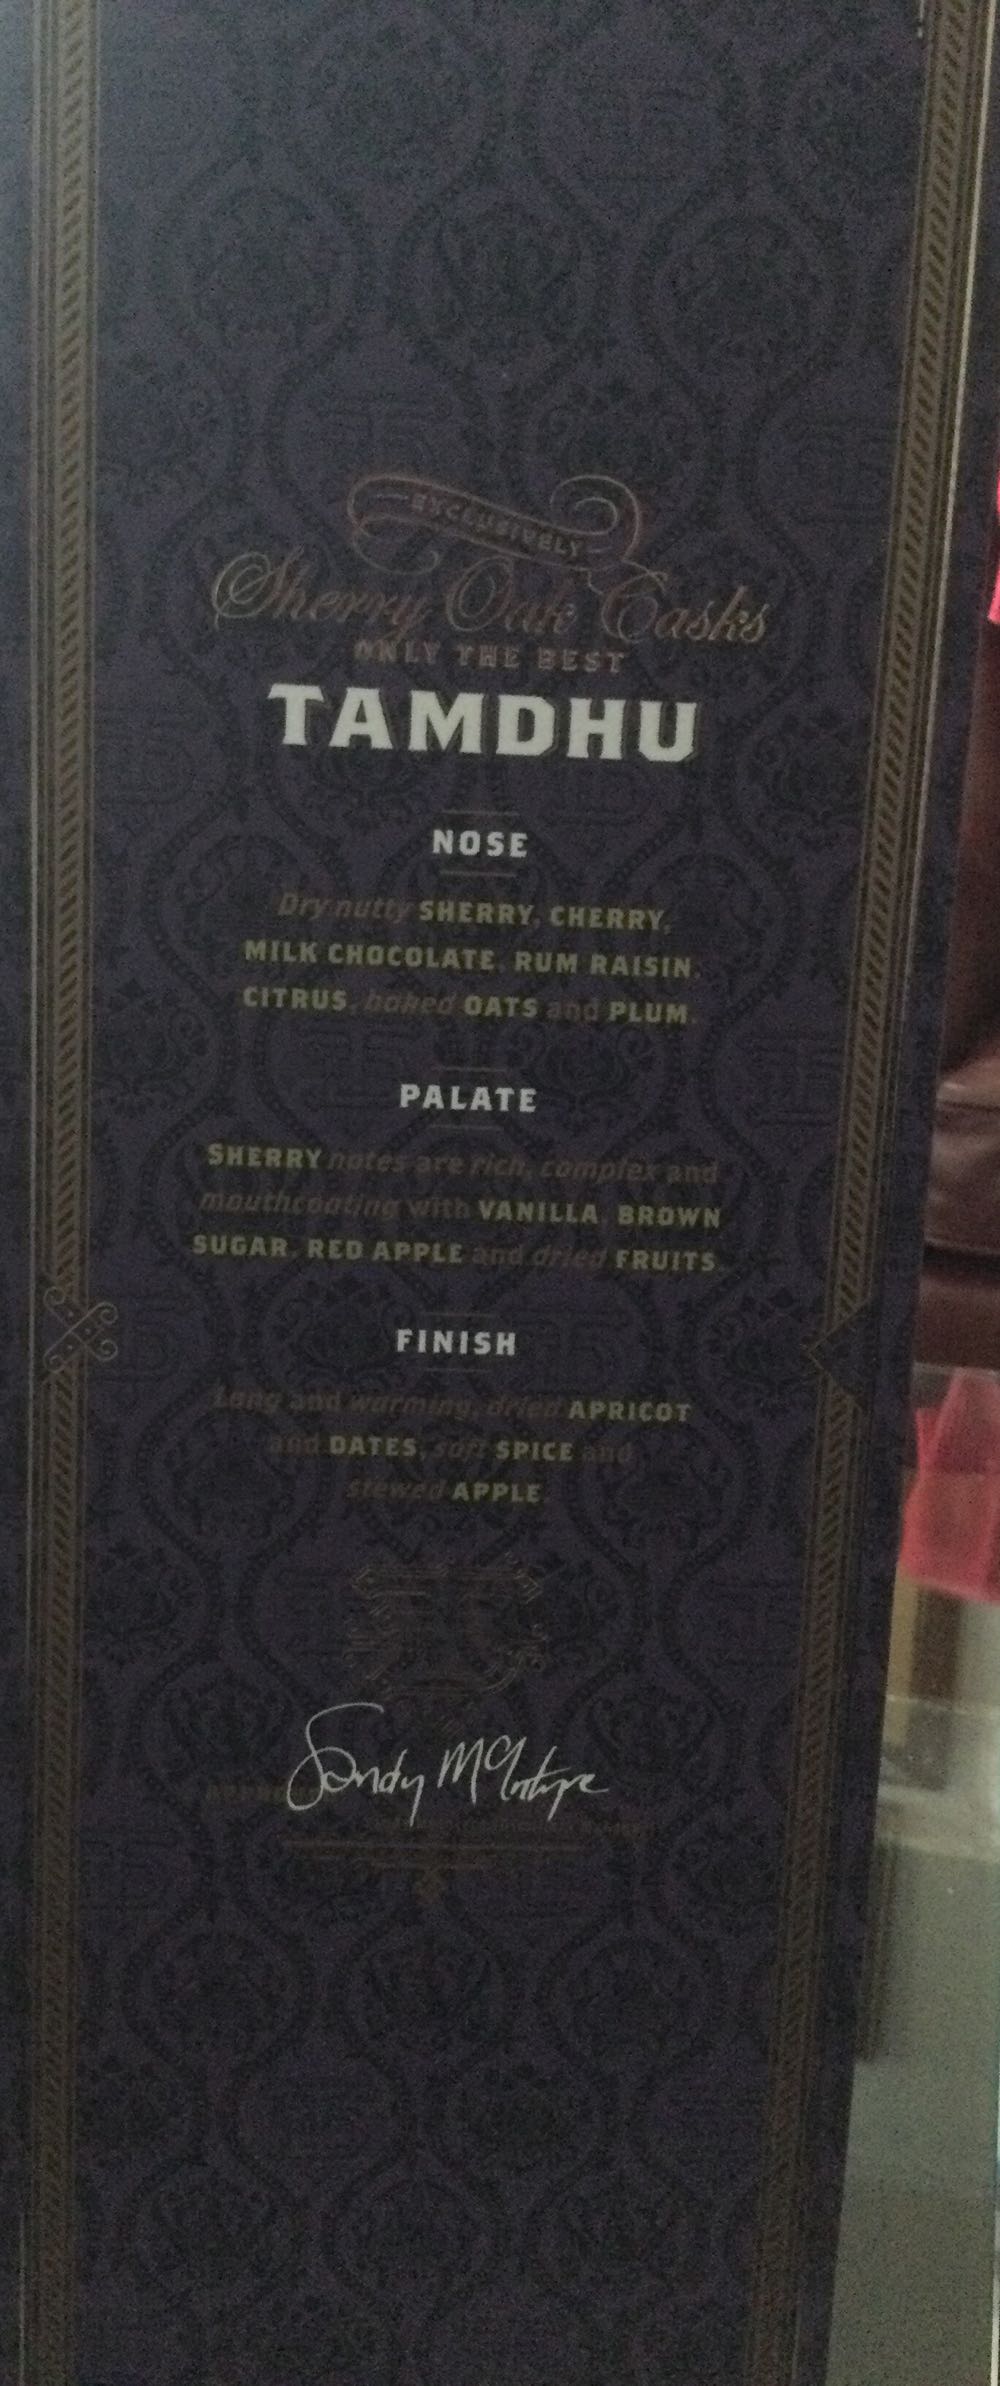 EXCLUSIVELY
Sherry Oak Casks
ONLY THE BEST
TAMDHU
NOSE
Dry nutty SHERRY, CHERRY,
MILK CHOCOLATE, RUM RAISIN,
CITRUS, baked OATS and PLUM.
PALATE
SHERRY notes are rich, complex and
mouthcoating with VANILLA, BROWN
SUGAR, RED APPLE and dried FRUITS.
FINISH
Long and warming, dried APRICOT
and DATES, soft SPICE and
stewed APPLE.
Sandy McIntyre